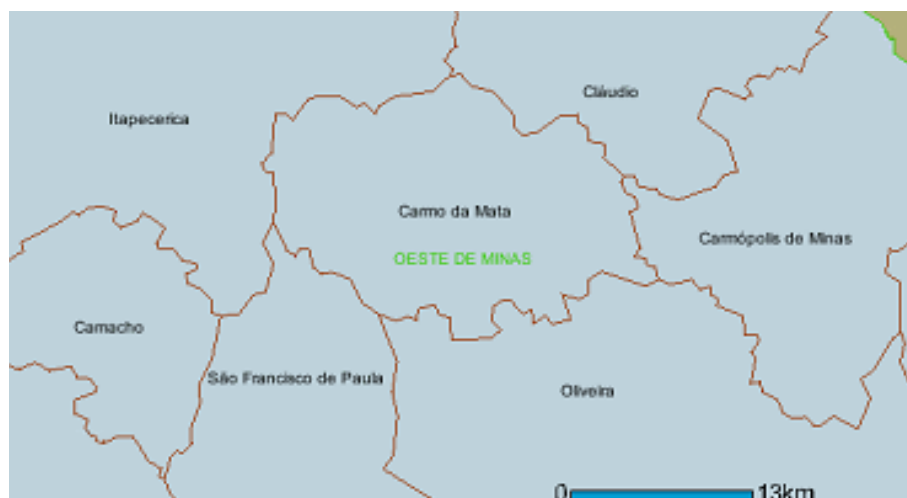 Cláudio
Itapecerica
Carmo da Mata
Carmópolis de Minas
OESTE DE MINAS
Camacho
São Francisco de Paula
Oliveira
0 13km